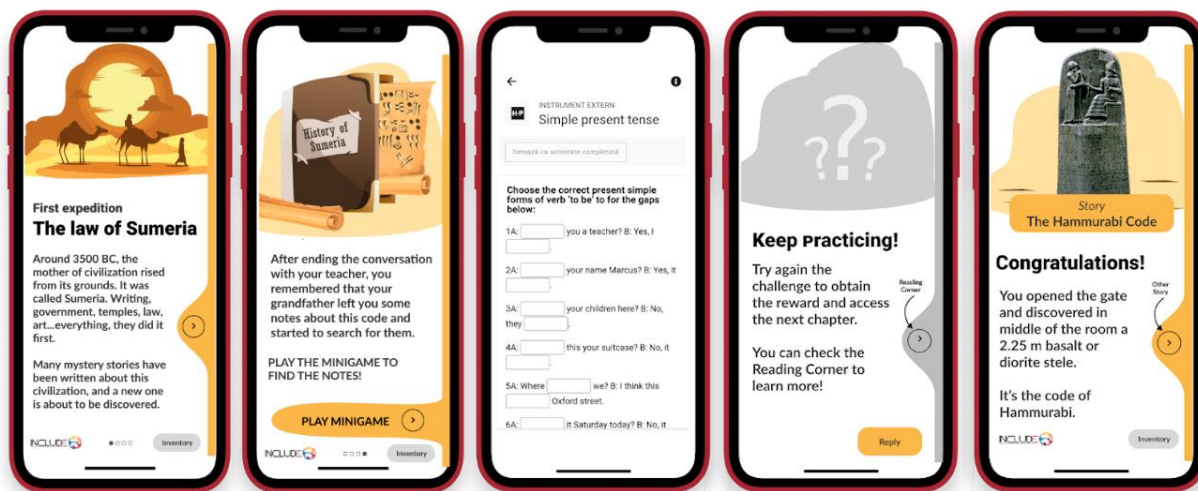 First expedition
The law of Sumeria
Around 3500 BC, the
mother of civilization rised
from its grounds. It was
called Sumeria. Writing,
government, temples, law,
art...everything, they did it
first.
Many mystery stories have
been written about this
civilization, and a new one
is about to be discovered.
INCLUDE
Inventory
History of
Sumeria
After ending the conversation
with your teacher, you
remembered that your
grandfather left you some
notes about this code and
started to search for them.
PLAY THE MINIGAME TO
FIND THE NOTES!
PLAY MINIGAME
INCLUDE
Inventory
H-P
INSTRUMENT EXTERN
Simple present tense
Setează ca activitate completată
Choose the correct present simple
forms of verb 'to be' to for the gaps
below:
1A: you a teacher? B: Yes, I
.
2A: your name Marcus? B: Yes, it
.
3A: your children here? B: No,
they .
4A: this your suitcase? B: No, it
.
5A: Where we? B: I think this
Oxford street.
6A: it Saturday today? B: No, it
???
Keep Practicing!
Try again the
challenge to obtain
the reward and access
the next chapter.
You can check the
Reading Corner to
learn more!
Reading
Corner
Reply
Story
The Hammurabi Code
Congratulations!
You opened the gate
and discovered in
middle of the room a
2.25 m basalt or
diorite stele.
It's the code of
Hammurabi.
Other
Story
INCLUDE
Inventory